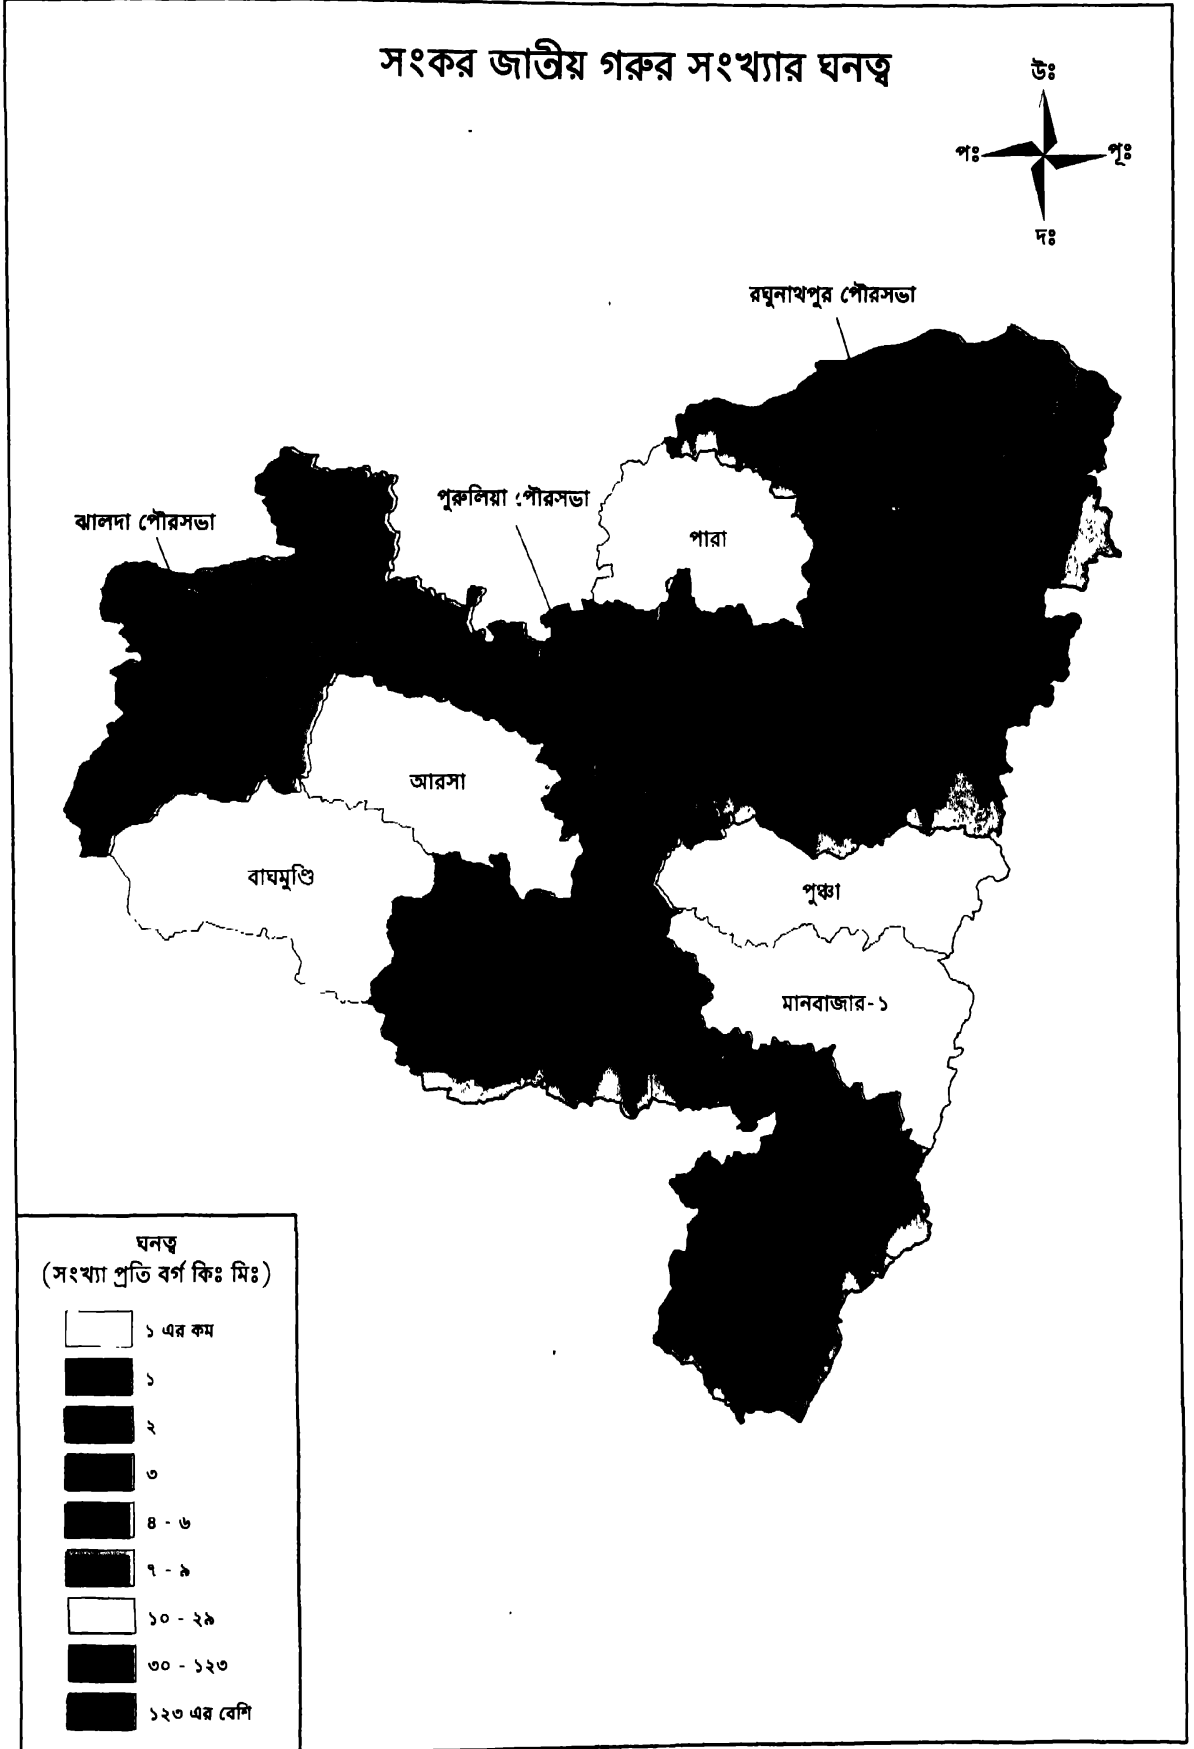 সংকর জাতীয় গরুর সংখ্যার ঘনত্ব
উঃ
পঃ
পূঃ
দঃ
রঘুনাথপুর পৌরসভা
পুরুলিয়া পৌরসভা
ঝালদা পৌরসভা
পারা
আরসা
বাঘমুণ্ডি
পুঞ্চা
মানবাজার-১
ঘনত্ব
(সংখ্যা প্রতি বর্গ কিঃ মিঃ)
১ এর কম
১
২
৩
৪ - ৬
৭ - ৯
১০ - ২৯
৩০ - ১২৩
১২৩ এর বেশি